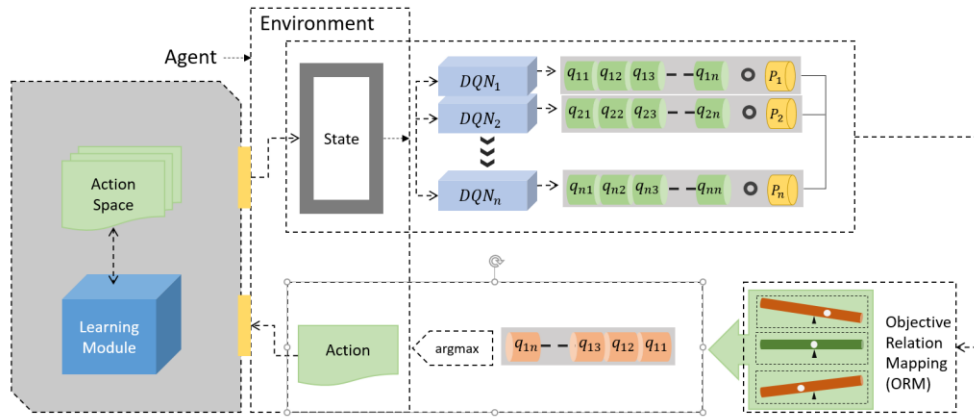 Environment
Agent
State
Action
Space
Learning
Module
DQN₁
q₁₁ q₁₂ q₁₃ q₁ₙ P₁
DQN₂
q₂₁ q₂₂ q₂₃ q₂ₙ P₂
DQNₙ
qₙ₁ qₙ₂ qₙ₃ qₙₙ Pₙ
Action
argmax
q₁ₙ q₁₃ q₁₂ q₁₁
Objective
Relation
Mapping
(ORM)